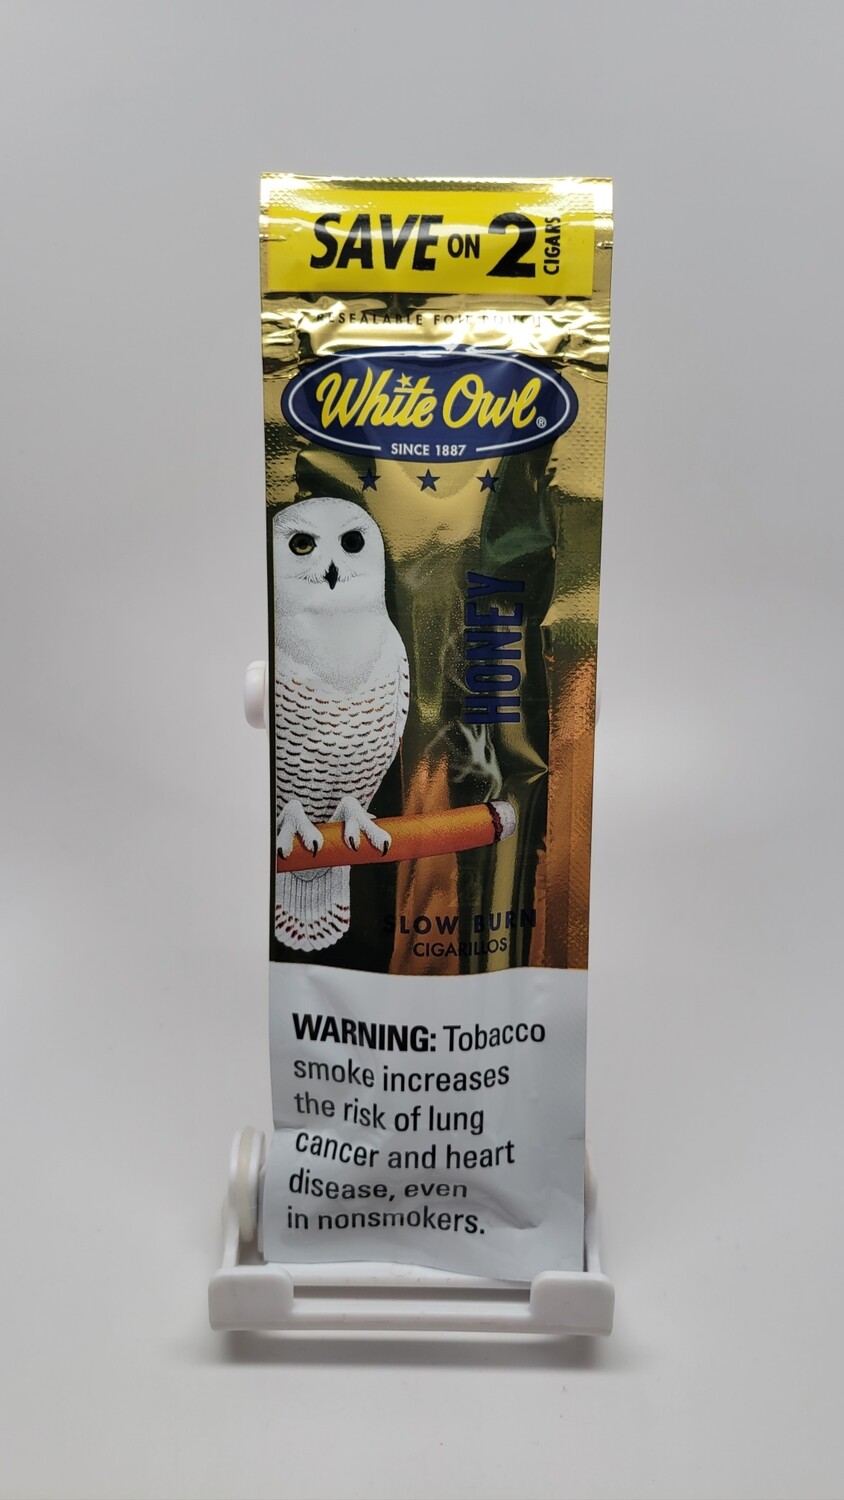 SAVE ON 2 CIGARS
RESEALABLE FOIL POUCH
White Owl®
SINCE 1887
HONEY
SLOW BURN
CIGARILLOS
WARNING: Tobacco
smoke increases
the risk of lung
cancer and heart
disease, even
in nonsmokers.